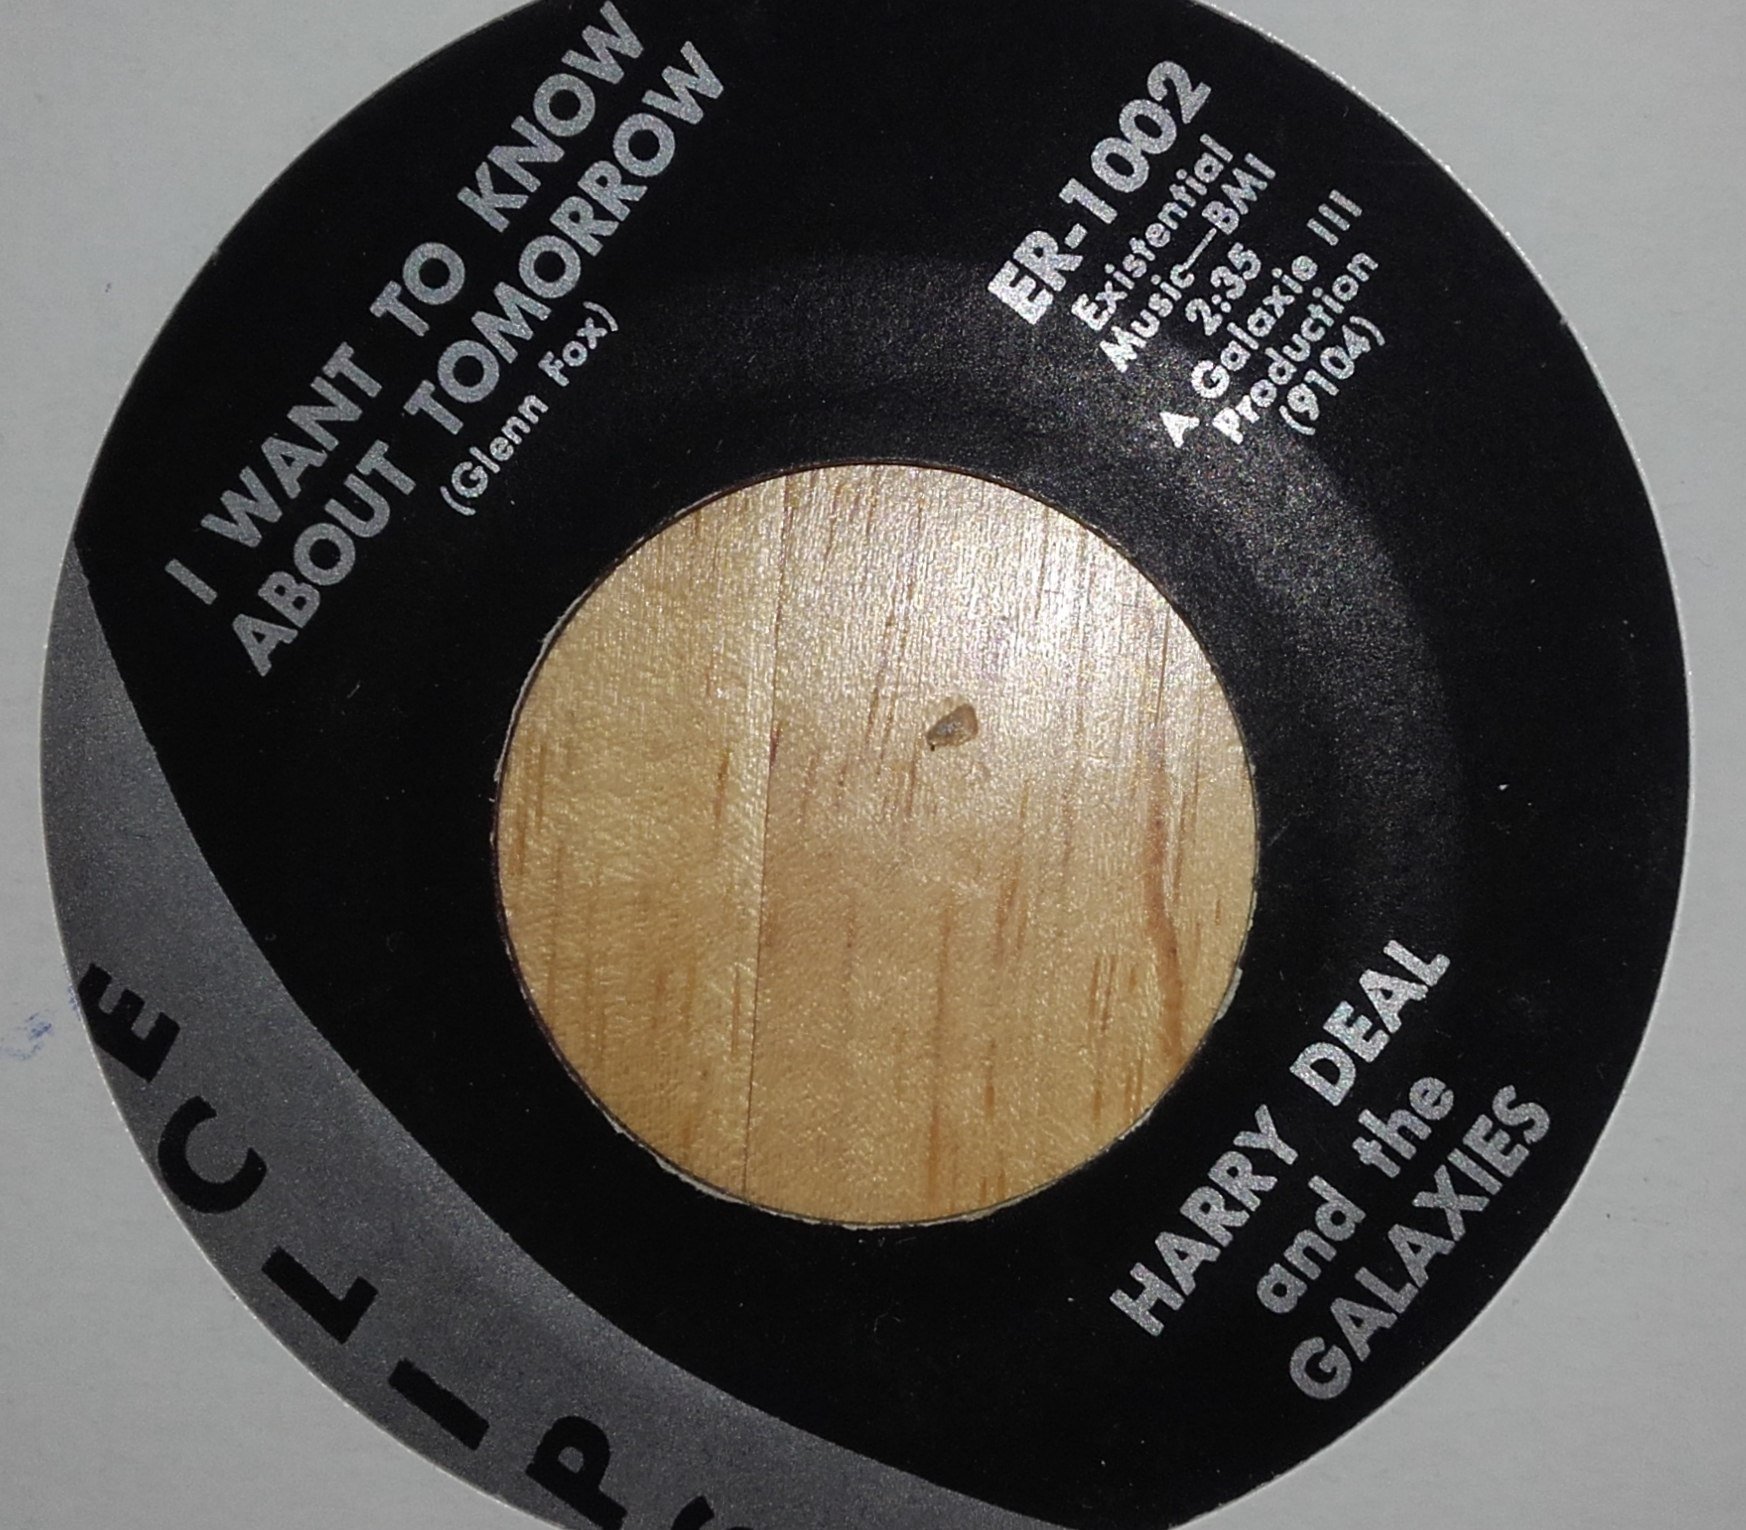 I WANT TO KNOW
ABOUT TOMORROW
(Glenn Fox)
ER-1002
Existential
Music—BMI
2:35
A Galaxie III
Production
(9104)
HARRY DEAL
and the
GALAXIES
ECLIPS